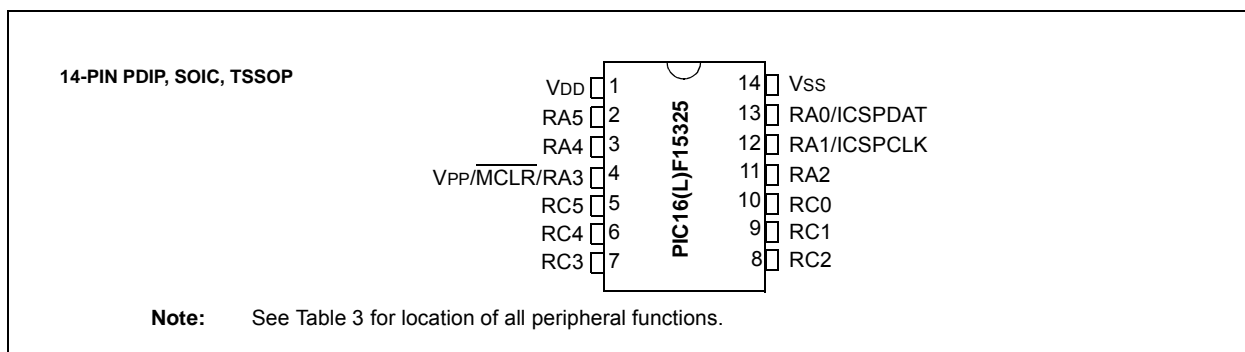 14-PIN PDIP, SOIC, TSSOP
VDD 1 14 VSS
RA5 2 13 RA0/ICSPDAT
RA4 3 12 RA1/ICSPCLK
VPP/MCLR/RA3 4 11 RA2
RC5 5 10 RC0
RC4 6 9 RC1
RC3 7 8 RC2
PIC16(L)F15325
Note: See Table 3 for location of all peripheral functions.